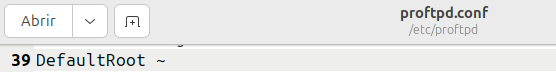 Abrir
proftpd.conf
/etc/proftpd
39 DefaultRoot ~